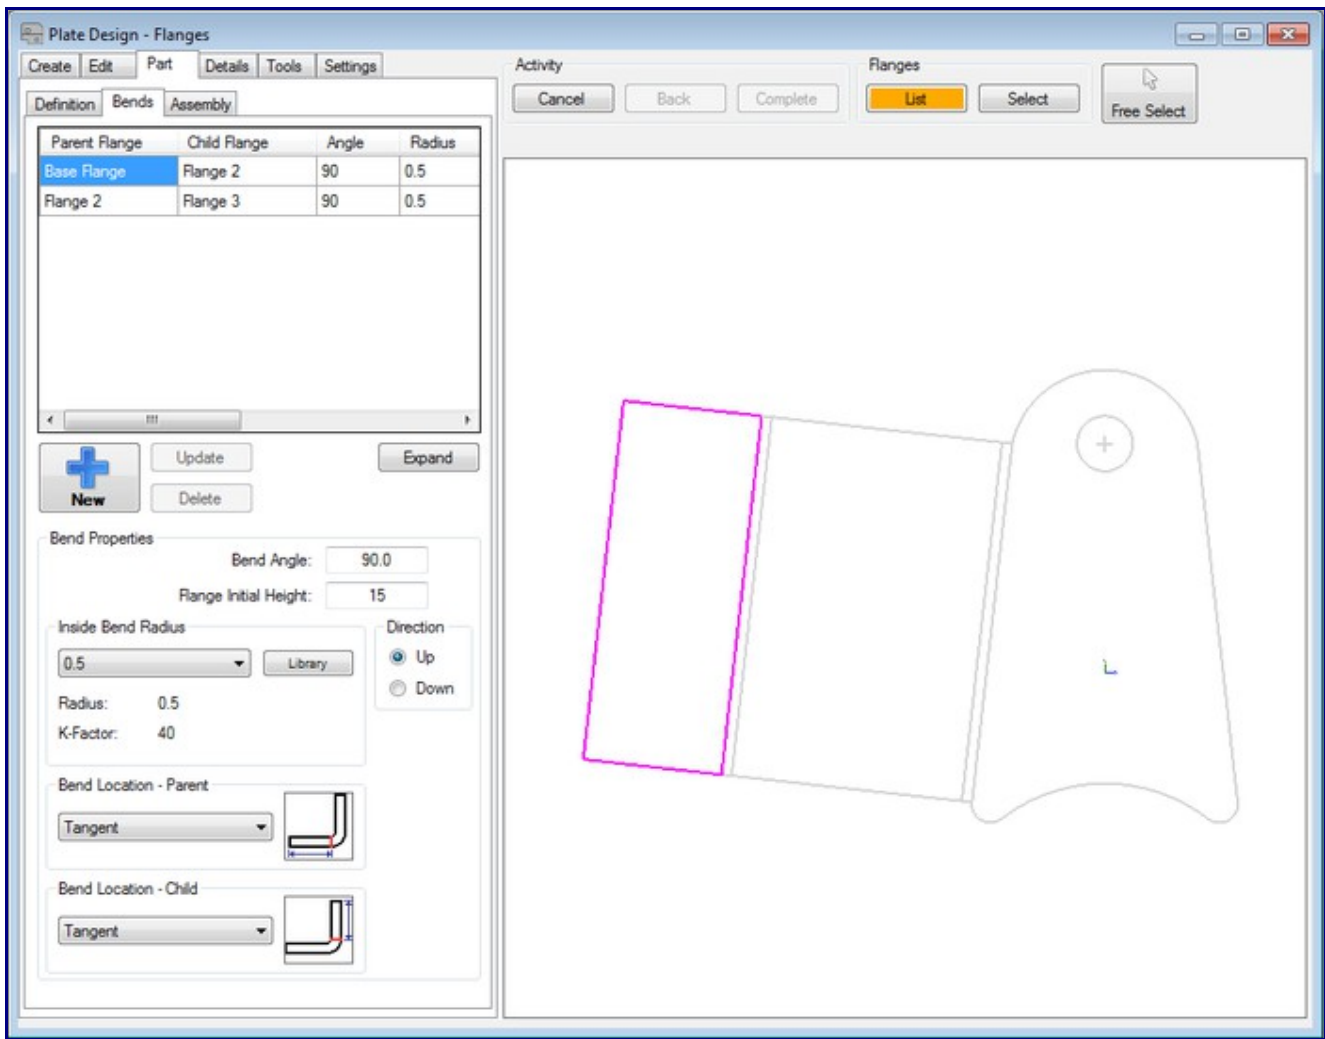 Plate Design - Flanges
Create Edit Part Details Tools Settings
Definition Bends Assembly
Parent Flange Child Flange Angle Radius
Base Flange Flange 2 90 0.5
Flange 2 Flange 3 90 0.5
New
Update
Delete
Expand
Bend Properties
Bend Angle: 90.0
Flange Initial Height: 15
Inside Bend Radius
0.5 Library
Radius: 0.5
K-Factor: 40
Direction
Up
Down
Bend Location - Parent
Tangent
Bend Location - Child
Tangent
Activity
Cancel Back Complete
Flanges
List Select
Free Select